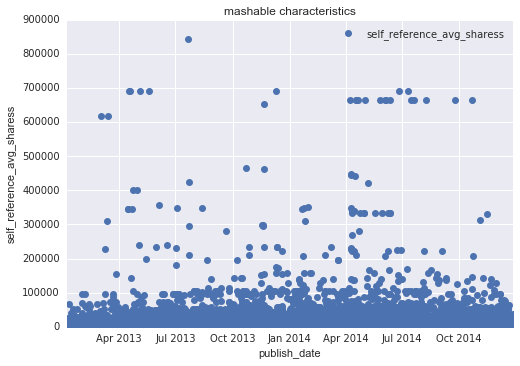 mashable characteristics
self_reference_avg_sharess
900000
800000
700000
600000
500000
400000
300000
200000
100000
0
self_reference_avg_sharess
Apr 2013 Jul 2013 Oct 2013 Jan 2014 Apr 2014 Jul 2014 Oct 2014
publish_date